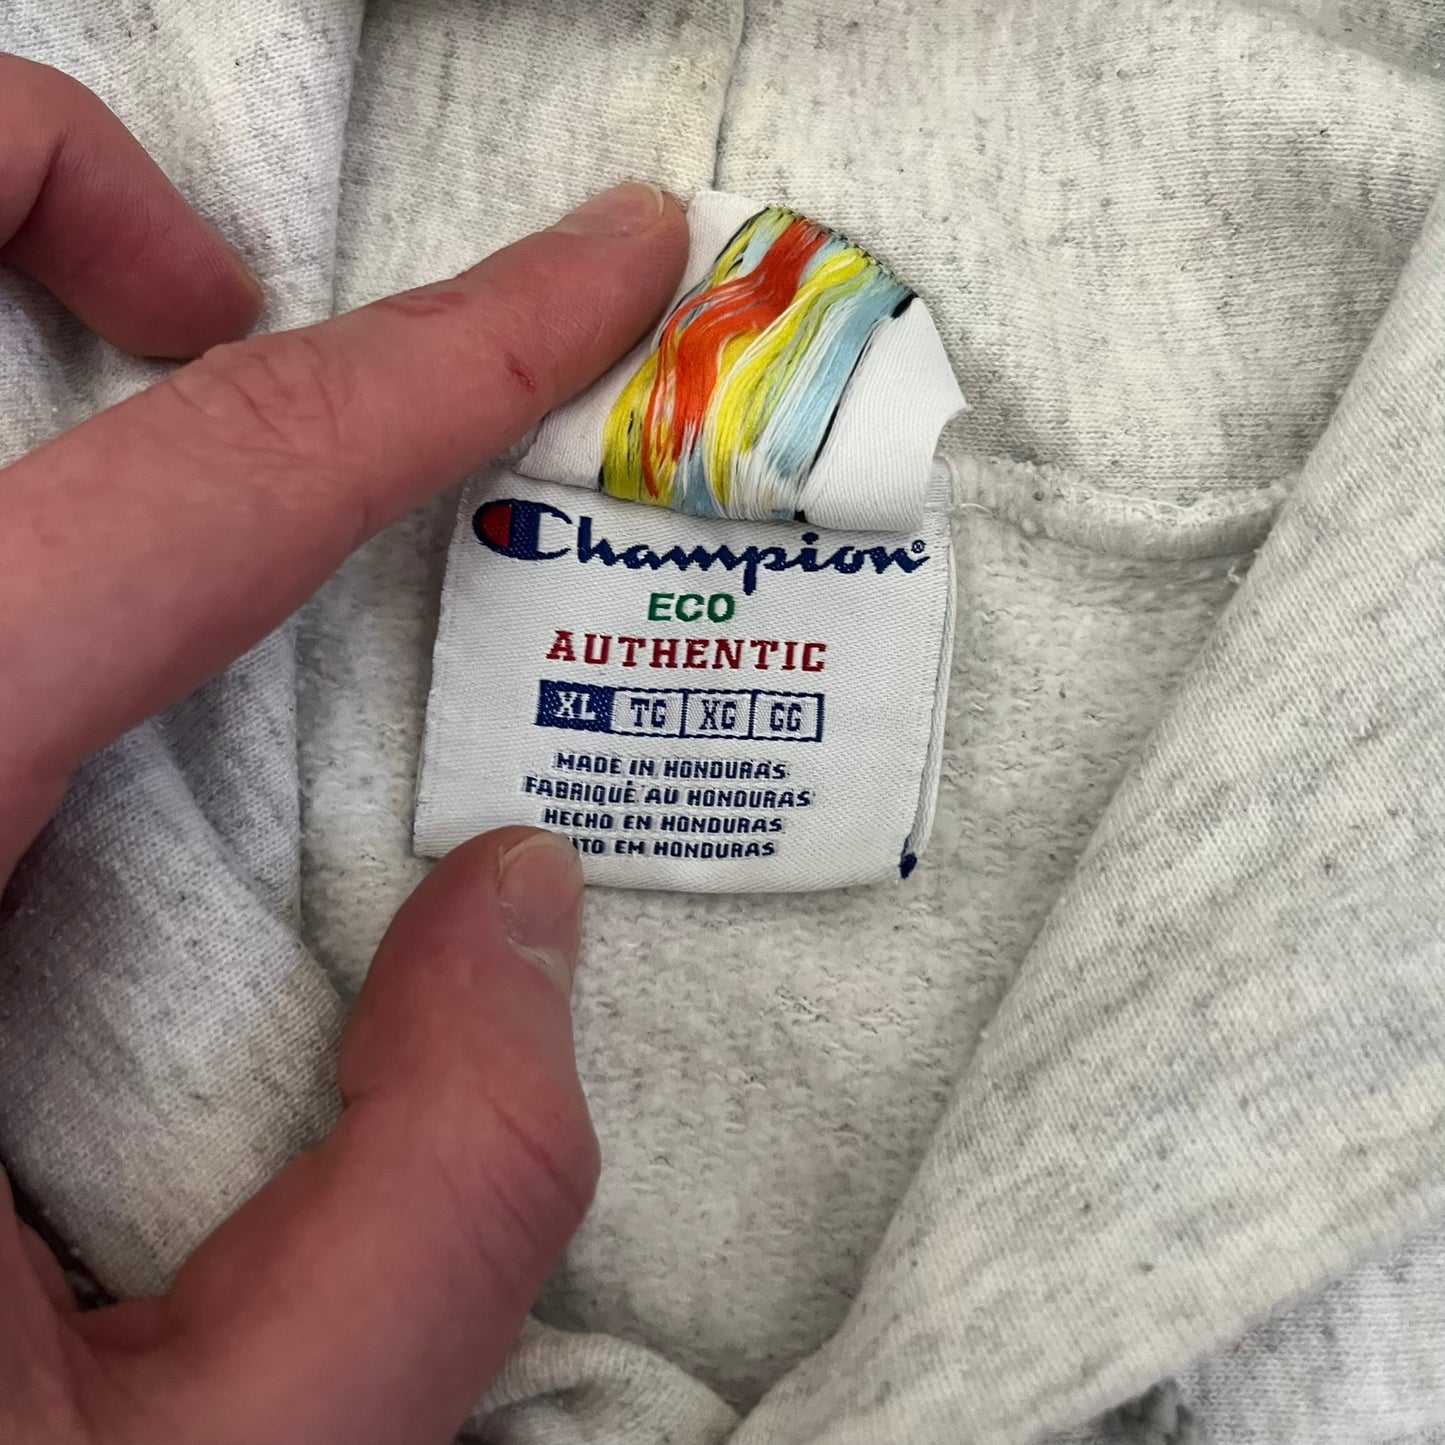 Champion®
ECO
AUTHENTIC
XL TG XG GG
MADE IN HONDURAS
FABRIQUÉ AU HONDURAS
HECHO EN HONDURAS
EM HONDURAS